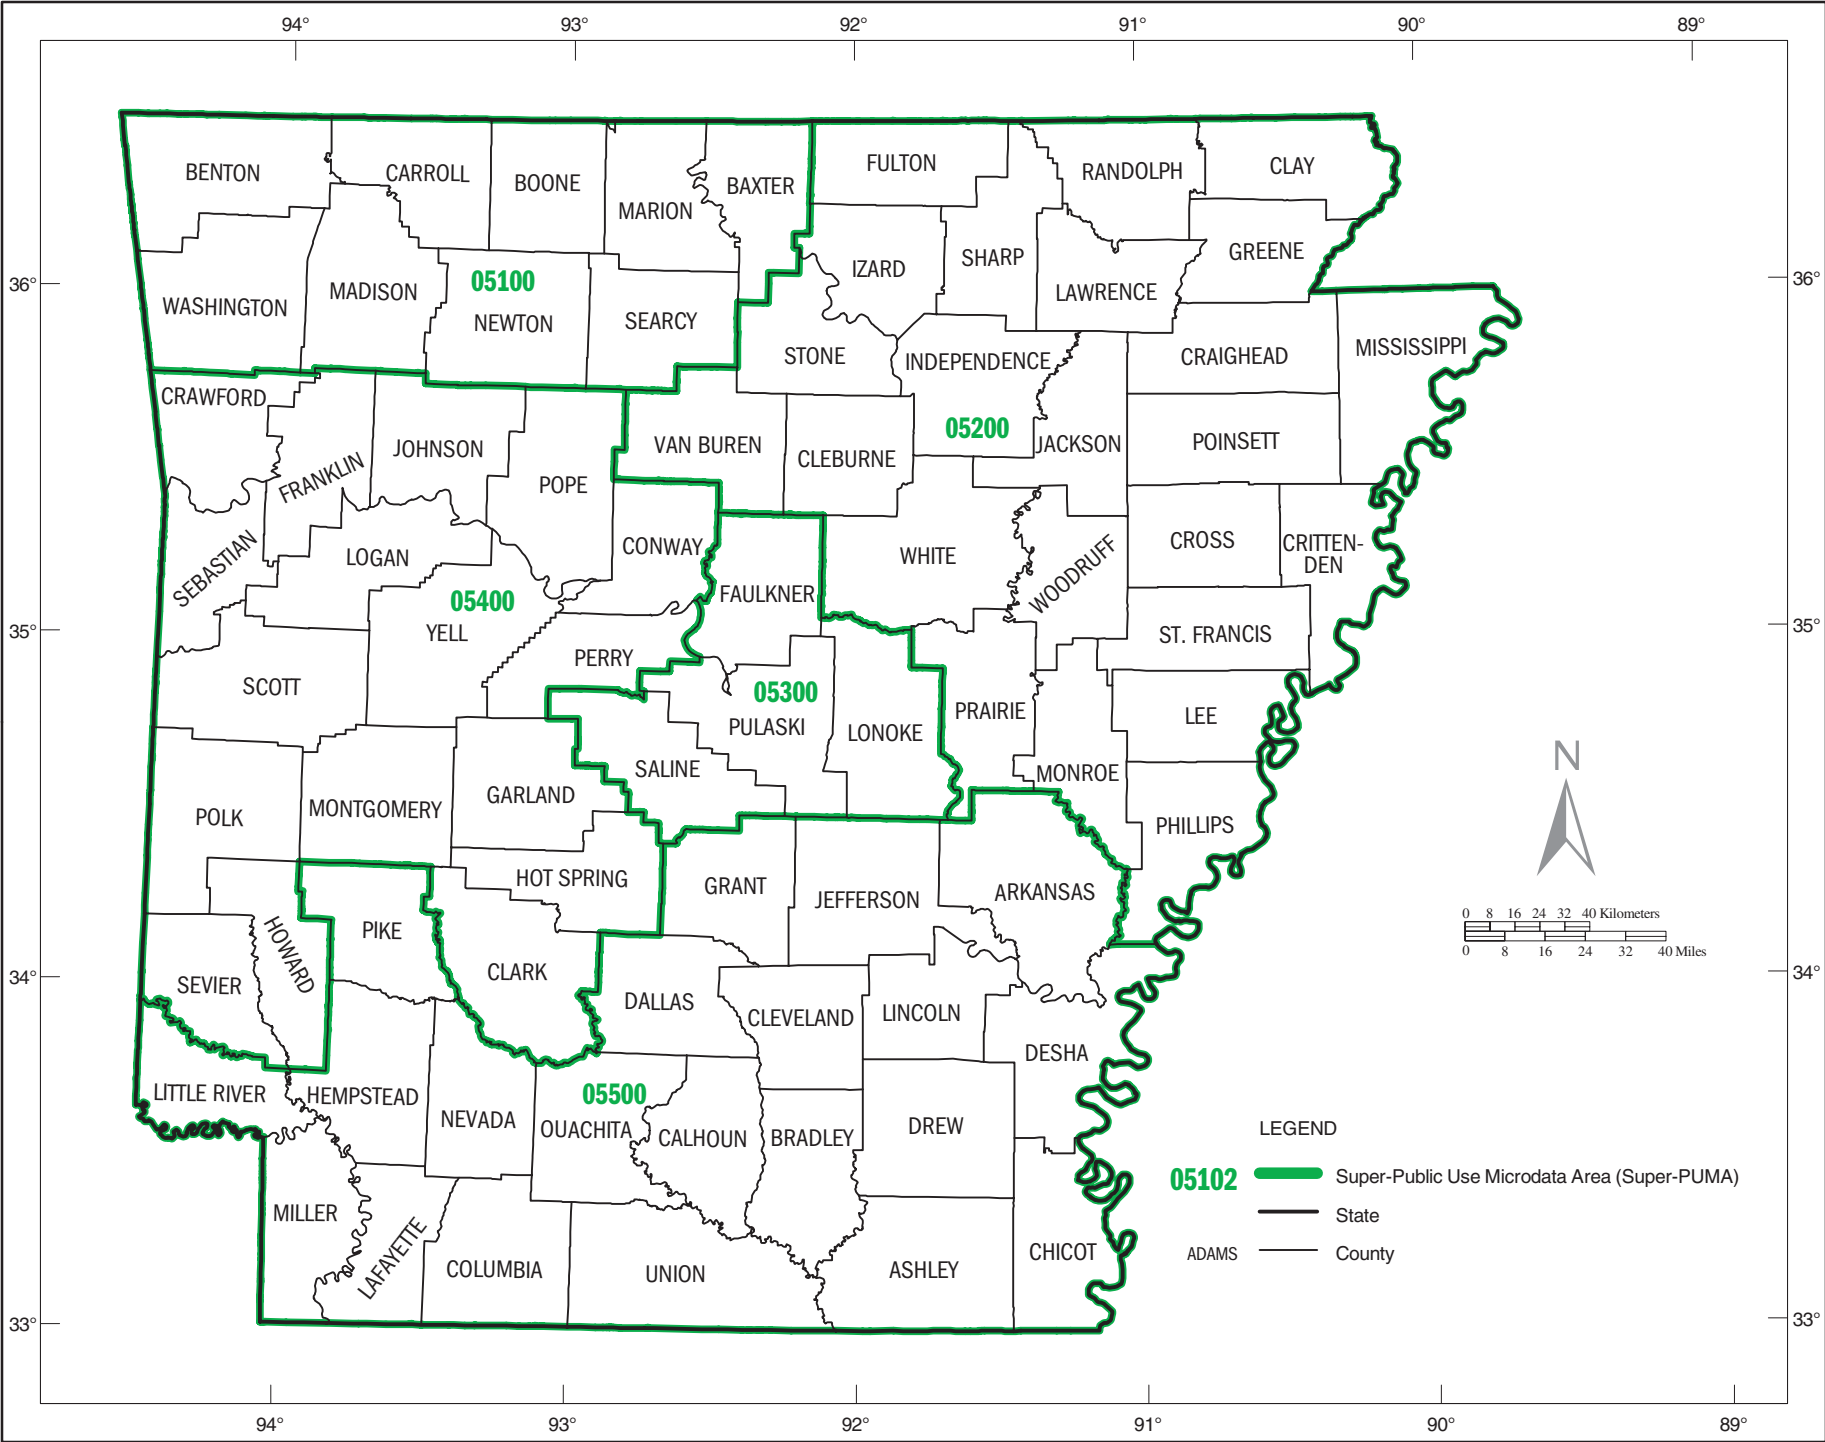 94° 93° 92° 91° 90° 89°
BENTON
CARROLL
BOONE
MARION
BAXTER
FULTON
RANDOLPH
CLAY
36°
WASHINGTON
MADISON
05100
NEWTON
SEARCY
IZARD
SHARP
LAWRENCE
GREENE
36°
STONE
INDEPENDENCE
CRAIGHEAD
MISSISSIPPI
CRAWFORD
FRANKLIN
JOHNSON
POPE
VAN BUREN
CLEBURNE
05200
JACKSON
POINSETT
SEBASTIAN
LOGAN
CONWAY
FAULKNER
WHITE
WOODRUFF
CROSS
CRITTEN-
DEN
35°
05400
YELL
PERRY
ST. FRANCIS
35°
SCOTT
05300
PULASKI
LONOKE
PRAIRIE
LEE
SALINE
MONROE
POLK
MONTGOMERY
GARLAND
PHILLIPS
N
HOT SPRING
GRANT
JEFFERSON
ARKANSAS
0 8 16 24 32 40 Kilometers
0 8 16 24 32 40 Miles
HOWARD
PIKE
34°
SEVIER
CLARK
DALLAS
CLEVELAND
LINCOLN
DESHA
34°
LITTLE RIVER
HEMPSTEAD
NEVADA
05500
OUACHITA
CALHOUN
BRADLEY
DREW
MILLER
LAFAYETTE
COLUMBIA
UNION
ASHLEY
CHICOT
33°
33°
LEGEND
05102 Super-Public Use Microdata Area (Super-PUMA)
State
ADAMS County
94° 93° 92° 91° 90° 89°